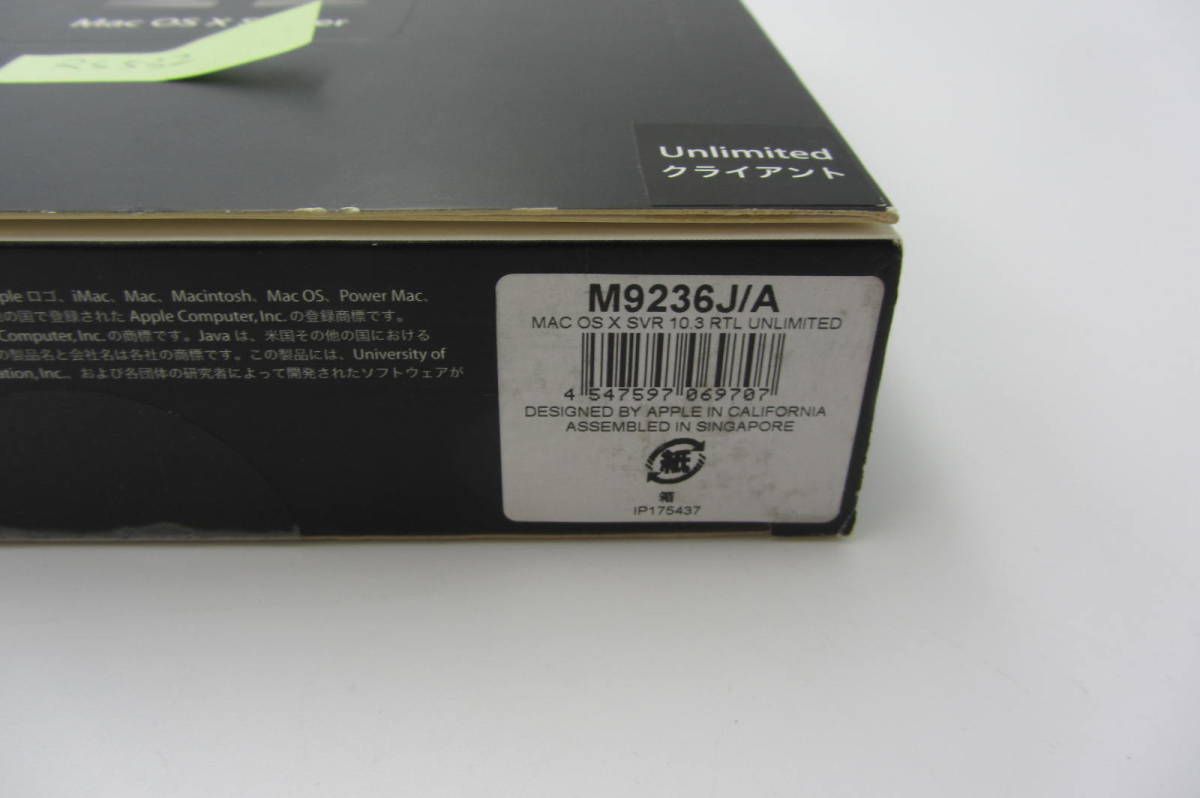 Mac OS X
Unlimited
クライアント
ple ロゴ、iMac、Mac、Macintosh、Mac OS、Power Mac、
の国で登録された Apple Computer, Inc. の登録商標です。
Computer, Inc. の商標です。Java は、米国その他の国における
の製品名と会社名は各社の商標です。この製品には、University of
ation, Inc.、および各団体の研究者によって開発されたソフトウェアが
M9236J/A
MAC OS X SVR 10.3 RTL UNLIMITED
4 547597 069707
DESIGNED BY APPLE IN CALIFORNIA
ASSEMBLED IN SINGAPORE
紙
箱
IP175437